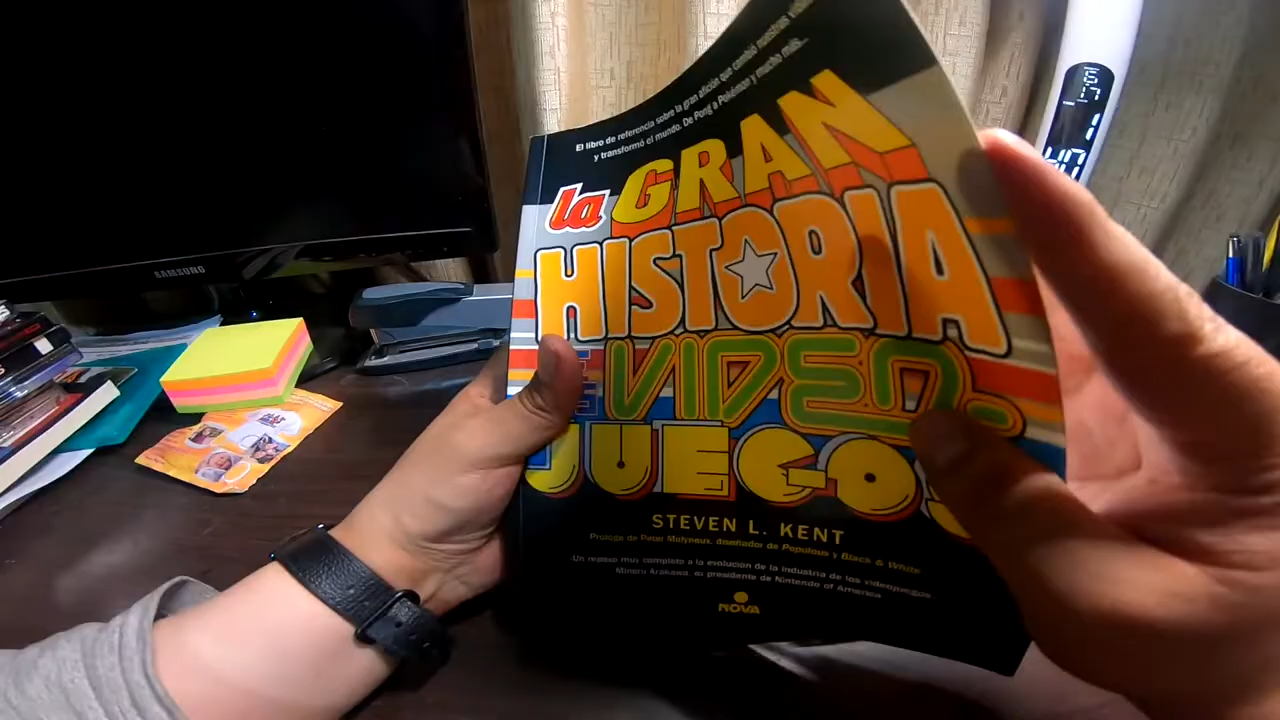 El libro de referencia sobre la gran afición que cambió nuestras
y transformó el mundo. De Pong a Pokémon y mucho más...
la GRAN
HISTORIA
DE VIDEO-
JUEGOS
STEVEN L. KENT
Prólogo de Peter Molyneux, diseñador de Populous y Black & White
Un repaso muy completo a la evolución de la industria de los videojuegos
Minoru Arakawa, ex presidente de Nintendo of America
NOVA
SAMSUNG